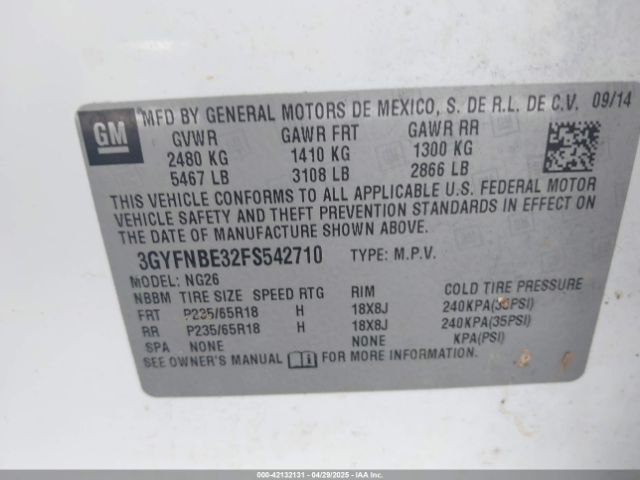 GM
MFD BY GENERAL MOTORS DE MEXICO, S. DE R.L. DE C.V. 09/14
GVWR GAWR FRT GAWR RR
2480 KG 1410 KG 1300 KG
5467 LB 3108 LB 2866 LB
THIS VEHICLE CONFORMS TO ALL APPLICABLE U.S. FEDERAL MOTOR
VEHICLE SAFETY AND THEFT PREVENTION STANDARDS IN EFFECT ON
THE DATE OF MANUFACTURE SHOWN ABOVE.
3GYFNBE32FS542710 TYPE: M.P.V.
MODEL: NG26
NBBM TIRE SIZE SPEED RTG RIM COLD TIRE PRESSURE
FRT P235/65R18 H 18X8J 240KPA(35PSI)
RR P235/65R18 H 18X8J 240KPA(35PSI)
SPA NONE NONE KPA(PSI)
SEE OWNER'S MANUAL FOR ADDITIONAL INFORMATION
000-42132131 - 04/29/2025 - IAAI.COM